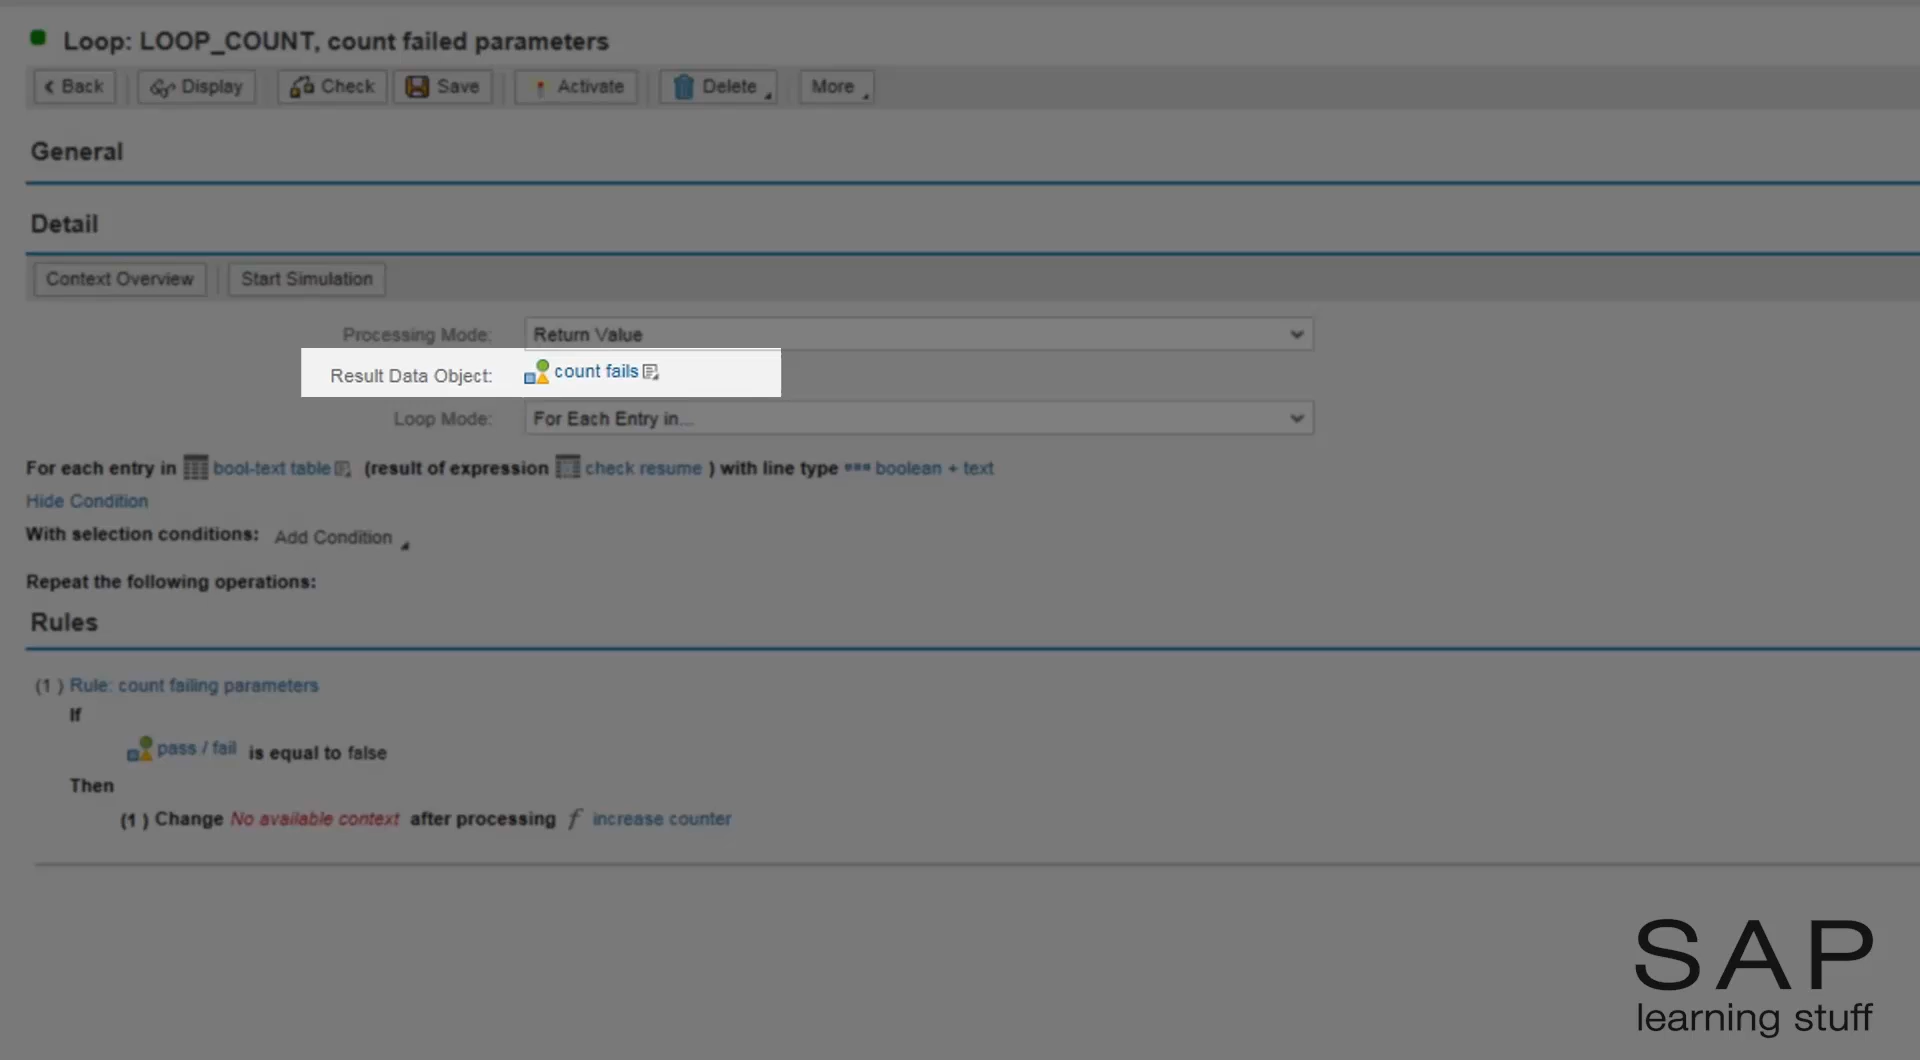 Loop: LOOP_COUNT, count failed parameters
Back Display Check Save Activate Delete More
General
Detail
Context Overview Start Simulation
Processing Mode: Return Value
Result Data Object: count fails
Loop Mode: For Each Entry in...
For each entry in bool-text table (result of expression check resume ) with line type boolean + text
Hide Condition
With selection conditions: Add Condition
Repeat the following operations:
Rules
(1 ) Rule: count failing parameters
If
pass / fail is equal to false
Then
(1 ) Change No available context after processing f increase counter
SAP
learning stuff